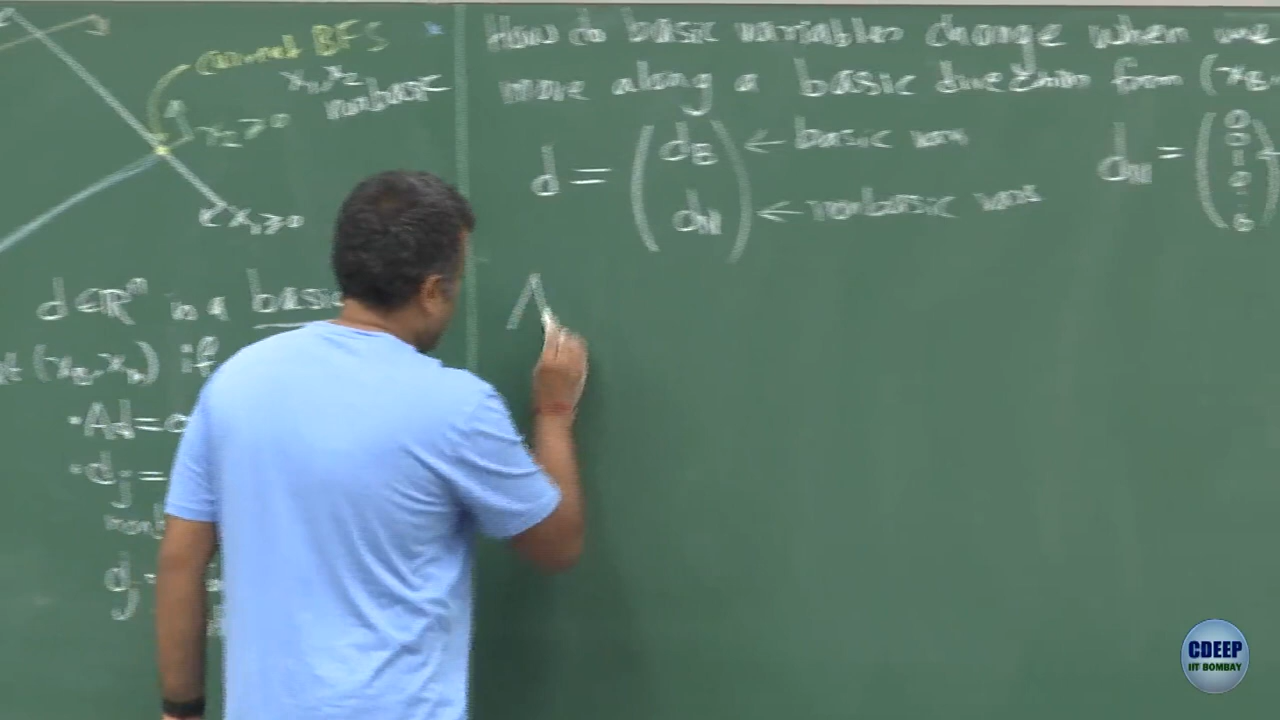 current BFS
x₁, x₂
nonbasic
x₂ ≥ 0
x₁ ≥ 0
d ∈ ℝⁿ is a basic
at (x_B, x_N) if
· Ad = 0
· d_j =
d_j
How do basic variables change when we
move along a basic direction from (x_B,
d = (d_B
d_N)
← basic vars
← nonbasic vars
d_N = (0
0
1
0
:
0)
CDEEP
IIT BOMBAY